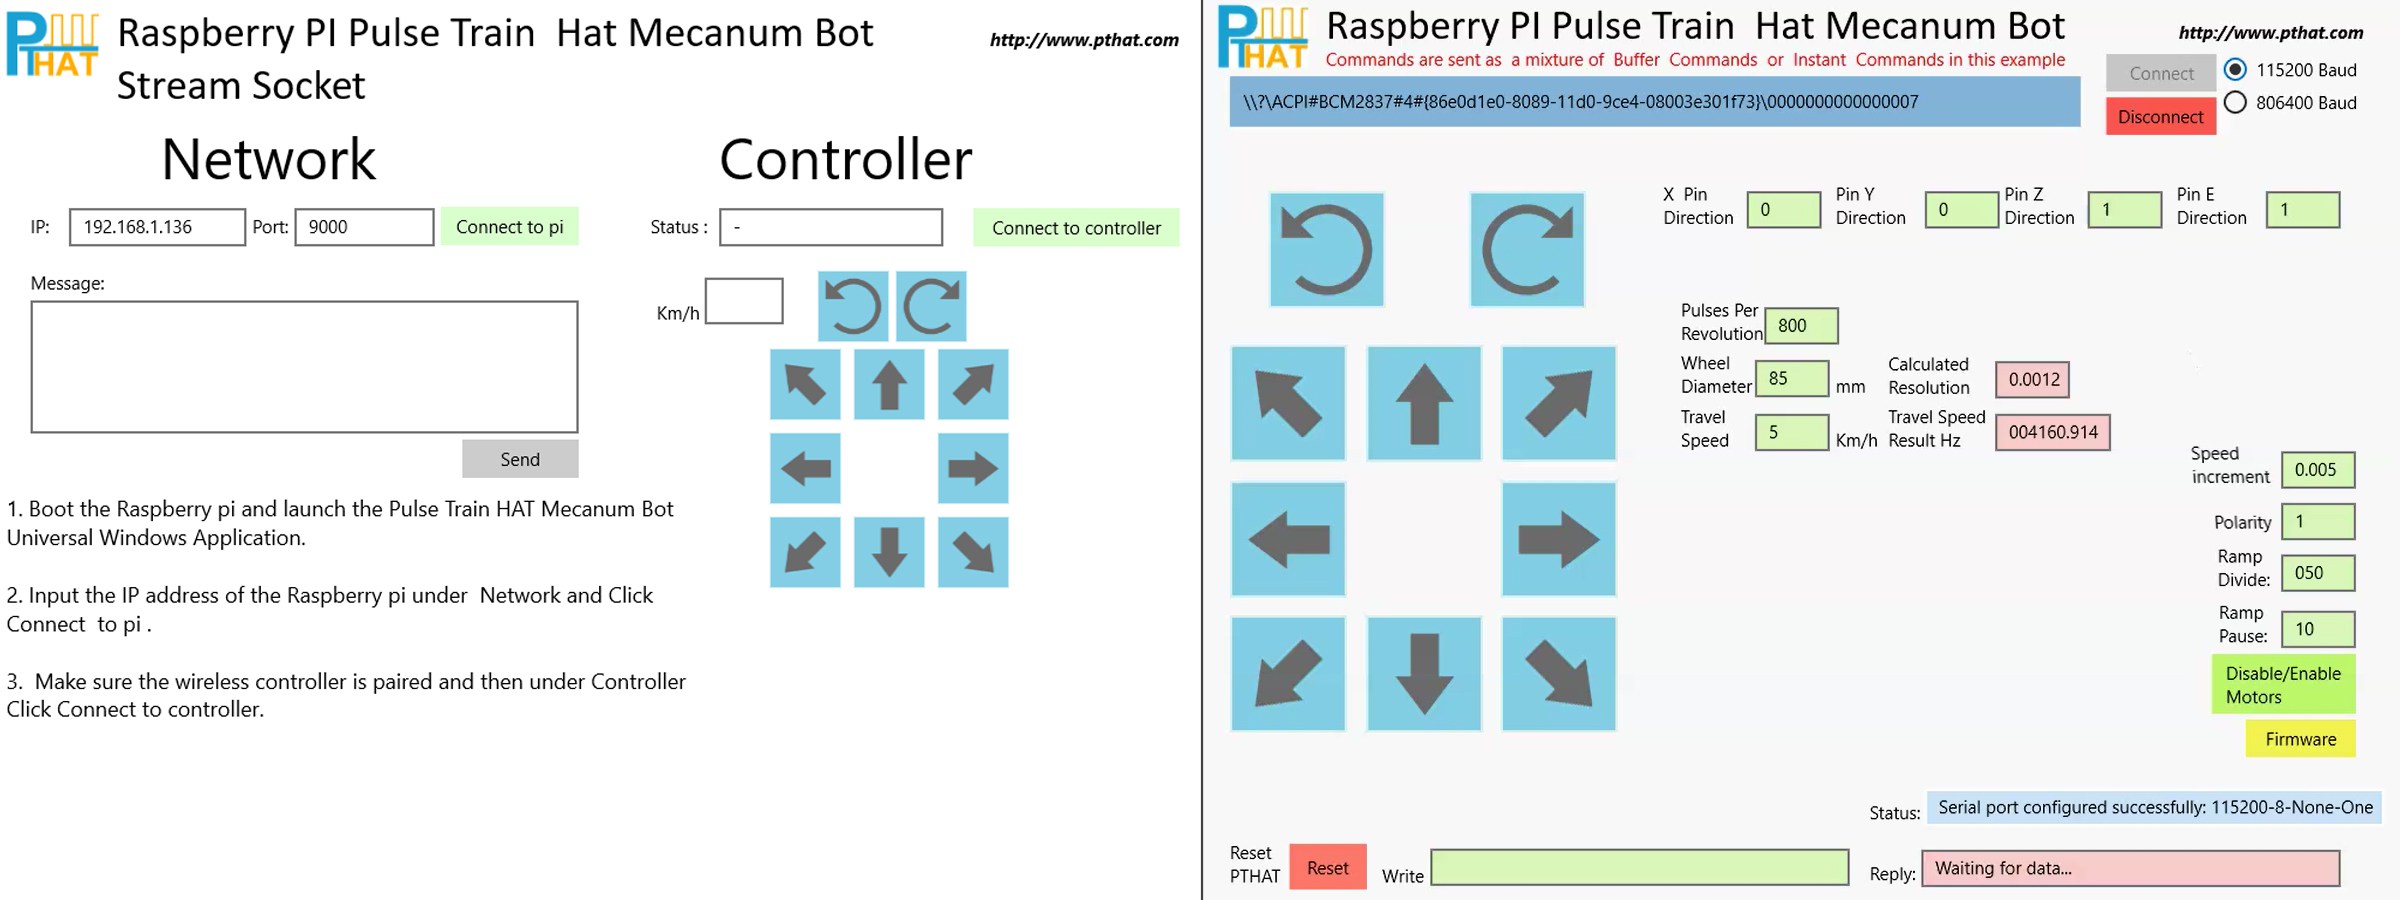 PT HAT
Raspberry PI Pulse Train  Hat Mecanum Bot
Stream Socket
http://www.pthat.com
Network
Controller
IP: 192.168.1.136 Port: 9000 Connect to pi
Status : - Connect to controller
Message:
Km/h
Send
1. Boot the Raspberry pi and launch the Pulse Train HAT Mecanum Bot
Universal Windows Application.
2. Input the IP address of the Raspberry pi under  Network and Click
Connect  to pi .
3.  Make sure the wireless controller is paired and then under Controller
Click Connect to controller.
PT HAT
Raspberry PI Pulse Train  Hat Mecanum Bot
Commands are sent as  a mixture of  Buffer  Commands  or  Instant  Commands in this example
http://www.pthat.com
\\?\ACPI#BCM2837#4#{86e0d1e0-8089-11d0-9ce4-08003e301f73}\0000000000000007
Connect
Disconnect
115200 Baud
806400 Baud
X  Pin
Direction
0
Pin Y
Direction
0
Pin Z
Direction
1
Pin E
Direction
1
Pulses Per
Revolution
800
Wheel
Diameter
85
mm
Calculated
Resolution
0.0012
Travel
Speed
5
Km/h
Travel Speed
Result Hz
004160.914
Speed
increment
0.005
Polarity
1
Ramp
Divide:
050
Ramp
Pause:
10
Disable/Enable
Motors
Firmware
Status:
Serial port configured successfully: 115200-8-None-One
Reset
PTHAT
Reset
Write
Reply:
Waiting for data...